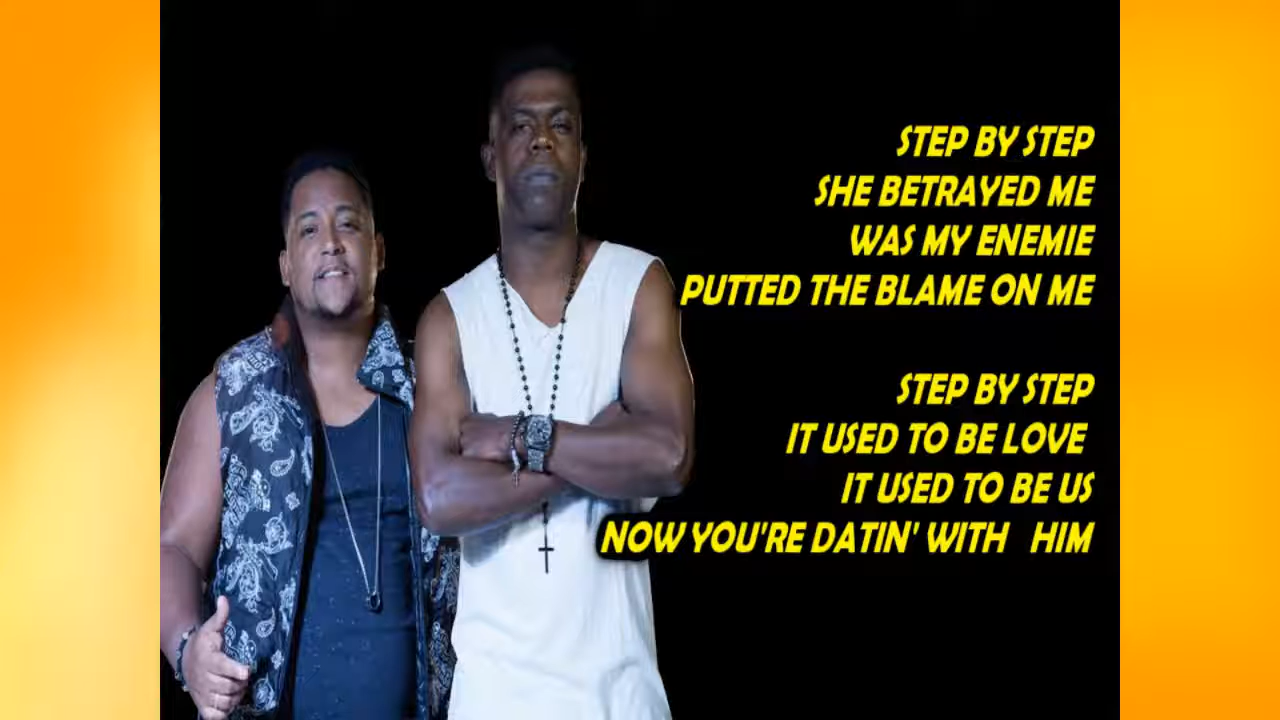 STEP BY STEP
SHE BETRAYED ME
WAS MY ENEMIE
PUTTED THE BLAME ON ME
STEP BY STEP
IT USED TO BE LOVE
IT USED TO BE US
NOW YOU'RE DATIN' WITH HIM